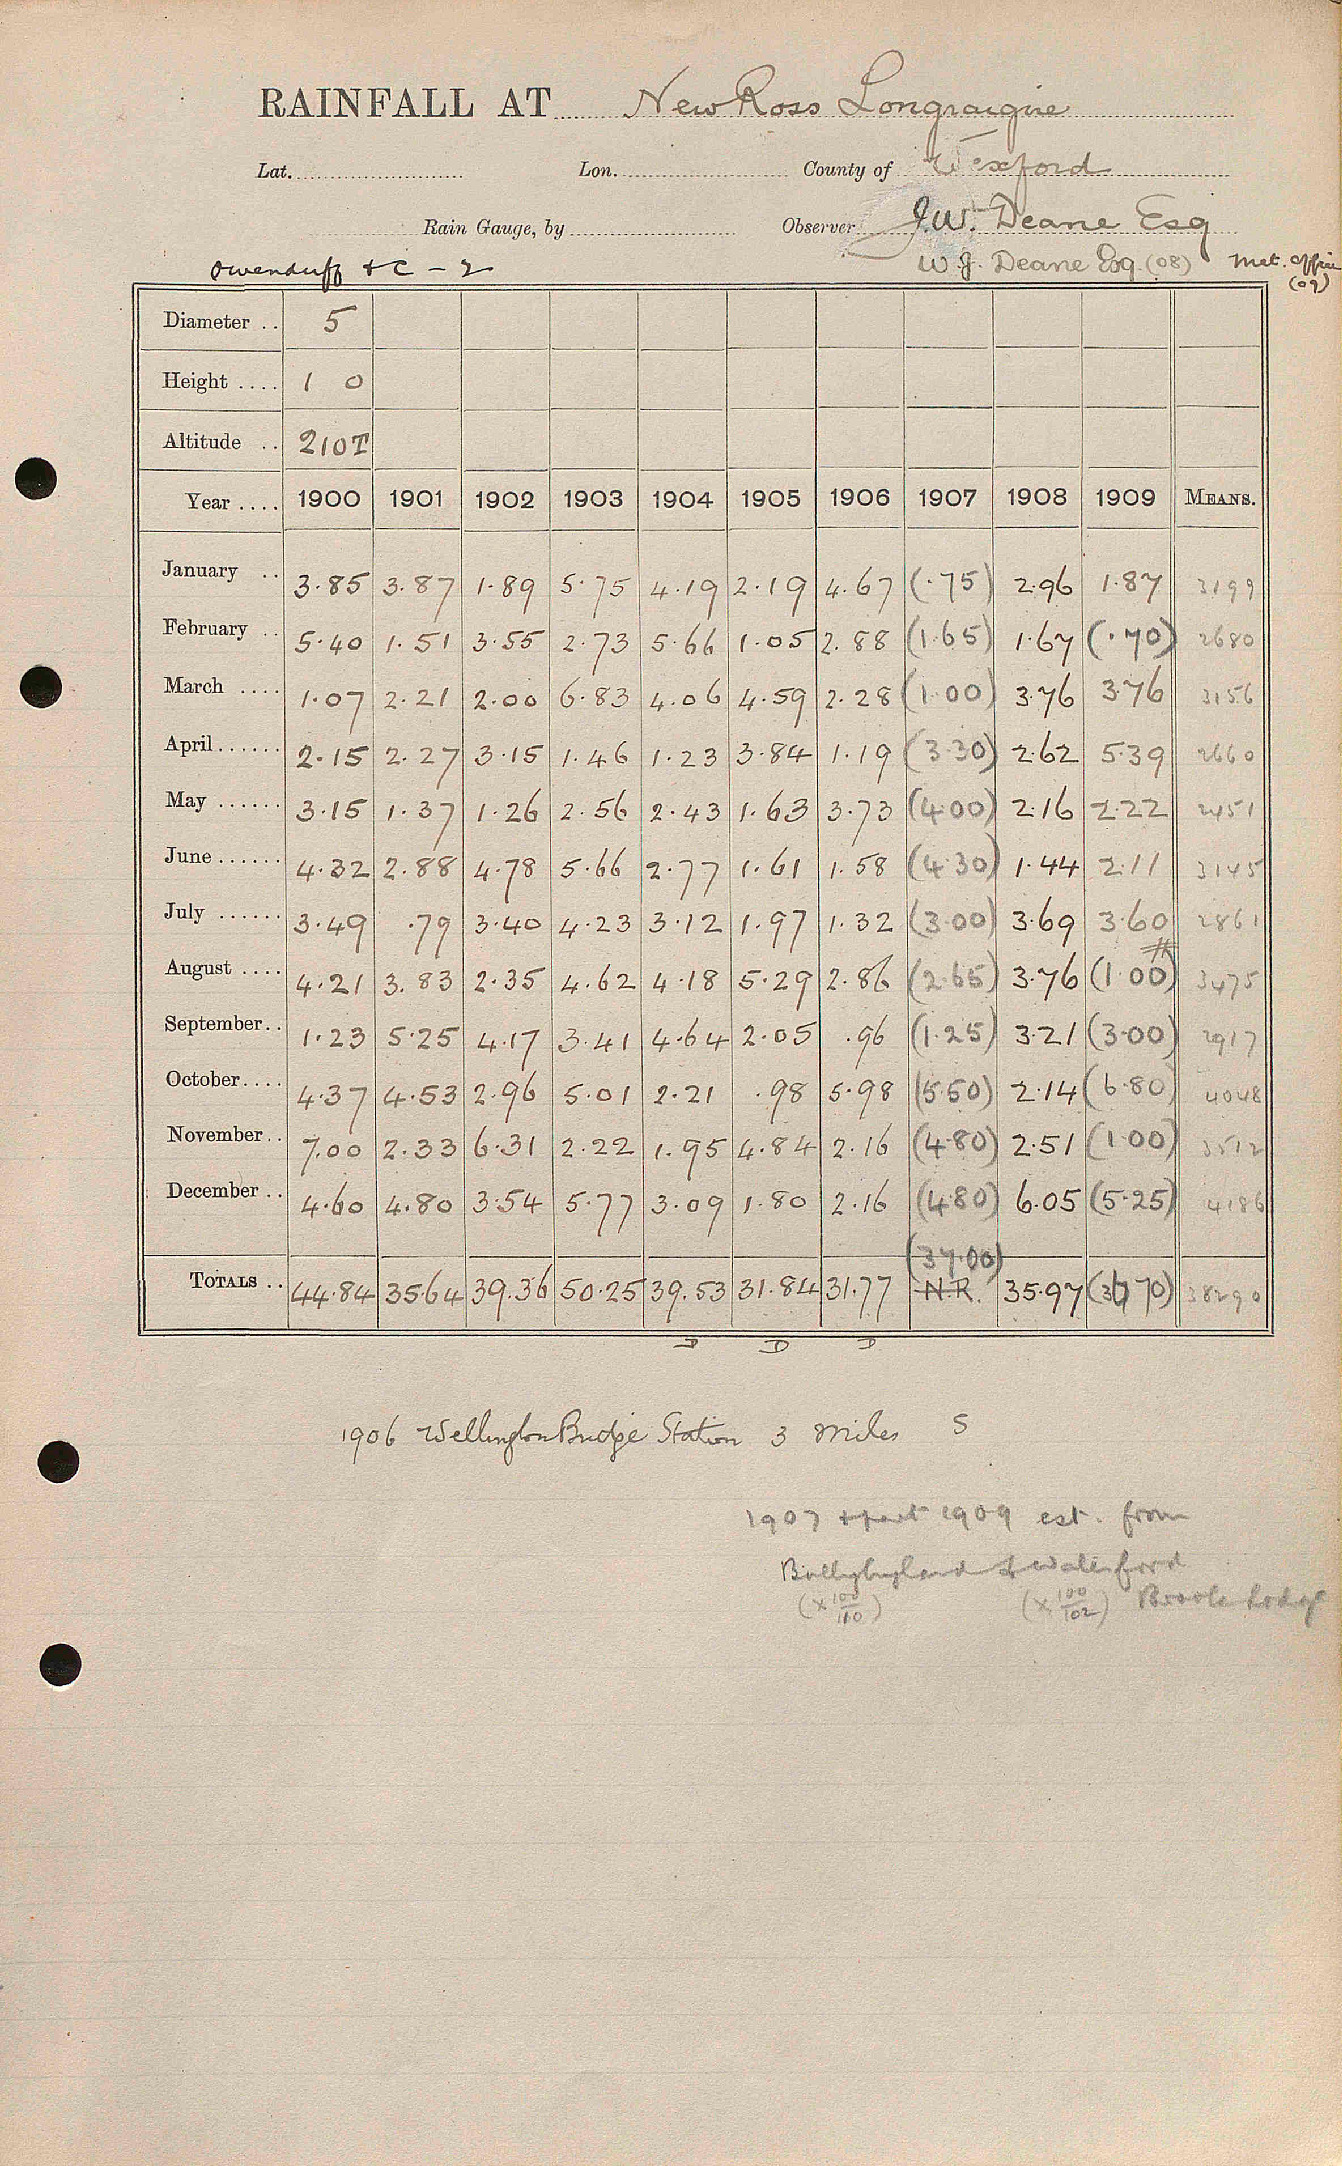 RAINFALL AT New Ross Longraigue
Lat. Lon. County of Wexford
Rain Gauge, by Observer J.W. Deane Esq
Owenduff + C - 2 W J. Deane Esq. (08) Met. Office (09)
Diameter .. 5
Height .... 1 0
Altitude .. 210T
Year .... 1900 1901 1902 1903 1904 1905 1906 1907 1908 1909 MEANS.
January .. 3.85 3.87 1.89 5.75 4.19 2.19 4.67 (.75) 2.96 1.87 3199
February .. 5.40 1.51 3.55 2.73 5.66 1.05 2.88 (1.65) 1.67 (.70) 2680
March .... 1.07 2.21 2.00 6.83 4.06 4.59 2.28 (1.00) 3.76 3.76 3156
April...... 2.15 2.27 3.15 1.46 1.23 3.84 1.19 (3.30) 2.62 5.39 2660
May ...... 3.15 1.37 1.26 2.56 2.43 1.63 3.73 (4.00) 2.16 2.22 2451
June ...... 4.32 2.88 4.78 5.66 2.77 1.61 1.58 (4.30) 1.44 2.11 3145
July ...... 3.49 .79 3.40 4.23 3.12 1.97 1.32 (3.00) 3.69 3.60 2861
August .... 4.21 3.83 2.35 4.62 4.18 5.29 2.86 (2.65) 3.76 (1.00) 3475
September.. 1.23 5.25 4.17 3.41 4.64 2.05 .96 (1.25) 3.21 (3.00) 2917
October.... 4.37 4.53 2.96 5.01 2.21 .98 5.98 (5.50) 2.14 (6.80) 4048
November.. 7.00 2.33 6.31 2.22 1.95 4.84 2.16 (4.80) 2.51 (1.00) 3512
December .. 4.60 4.80 3.54 5.77 3.09 1.80 2.16 (4.80) 6.05 (5.25) 4186
(37.00)
TOTALS .. 44.84 35.64 39.36 50.25 39.53 31.84 31.77 N.R. 35.97 (36.70) 38290
D D D
1906 Wellington Bridge Station 3 Miles S
1907 + part 1909 est. from
Ballyhyland & Waterford
(× 100/110) (× 100/102) Brook Lodge